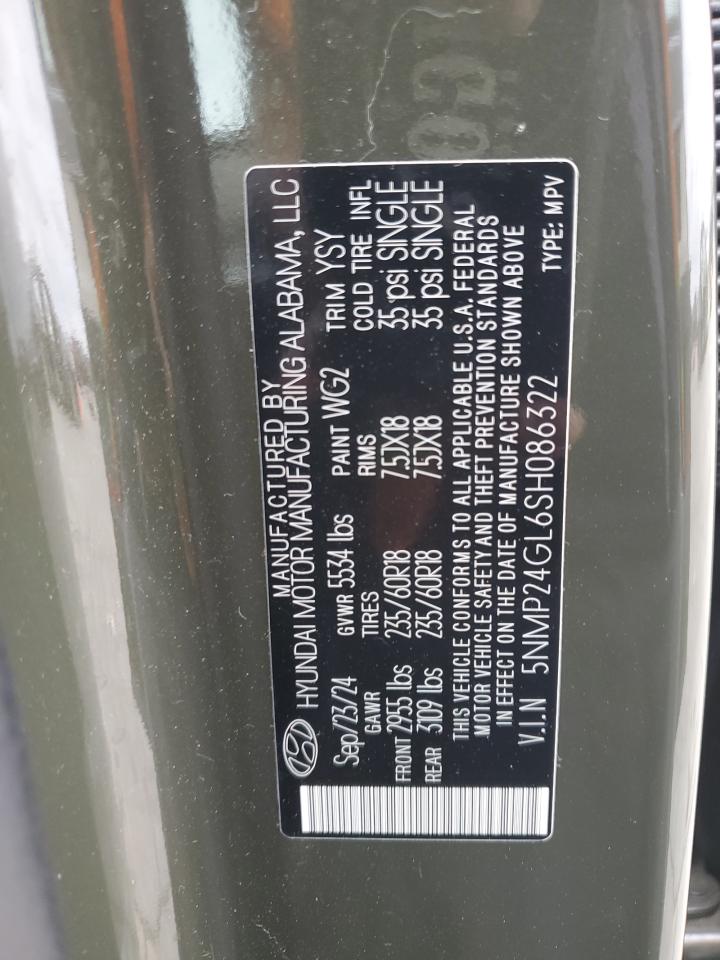 MANUFACTURED BY
HYUNDAI MOTOR MANUFACTURING ALABAMA, LLC
Sep/23/24 GVWR 5534 lbs PAINT WG2 TRIM YSY
GAWR TIRES RIMS COLD TIRE INFL
FRONT 2955 lbs 235/60R18 7.5JX18 35 psi SINGLE
REAR 3109 lbs 235/60R18 7.5JX18 35 psi SINGLE
THIS VEHICLE CONFORMS TO ALL APPLICABLE U.S.A. FEDERAL
MOTOR VEHICLE SAFETY AND THEFT PREVENTION STANDARDS
IN EFFECT ON THE DATE OF MANUFACTURE SHOWN ABOVE
V.I.N 5NMP24GL6SH086322 TYPE: MPV